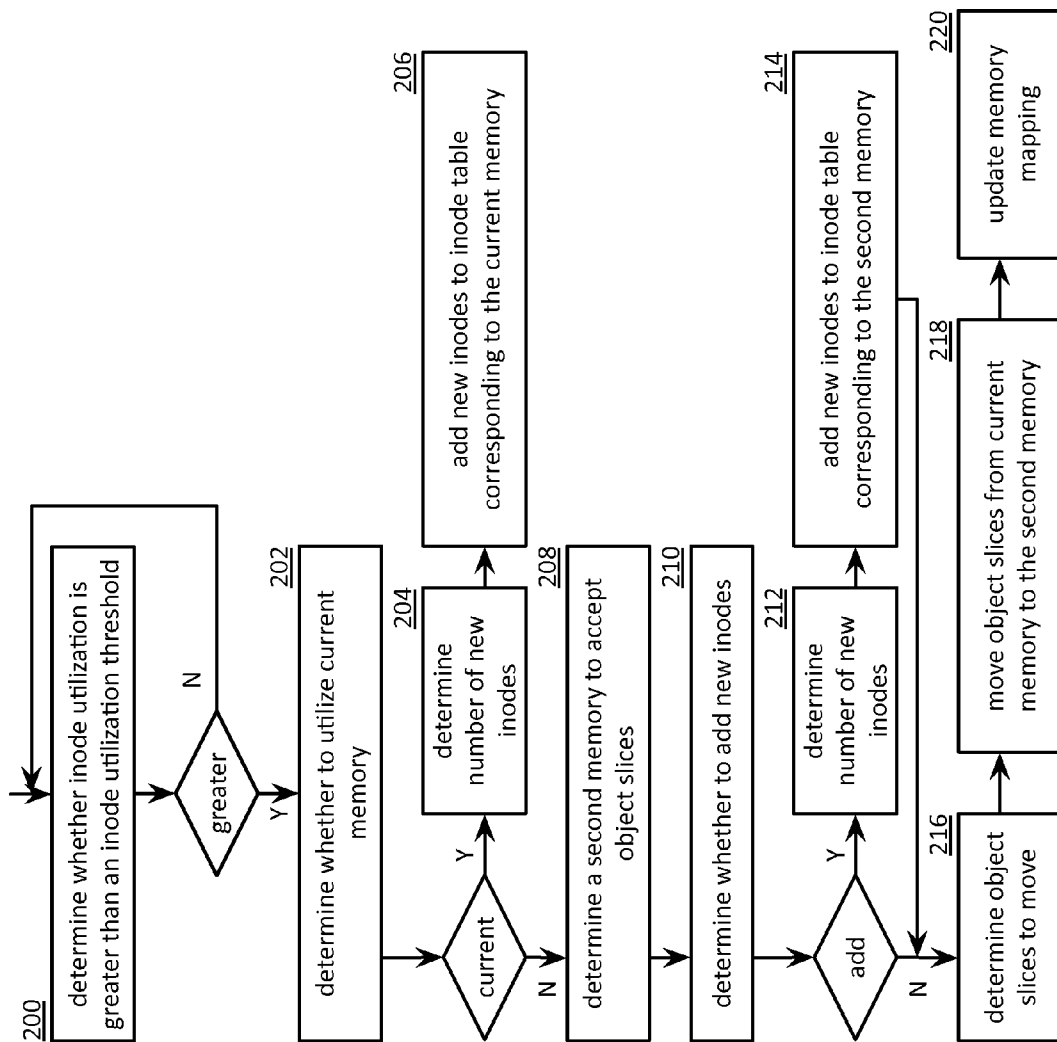 200
determine whether inode utilization is
greater than an inode utilization threshold
greater
N
Y
202
determine whether to utilize current
memory
current
Y
N
204
determine
number of new
inodes
206
add new inodes to inode table
corresponding to the current memory
208
determine a second memory to accept
object slices
210
determine whether to add new inodes
add
Y
N
212
determine
number of new
inodes
214
add new inodes to inode table
corresponding to the second memory
216
determine object
slices to move
218
move object slices from current
memory to the second memory
220
update memory
mapping